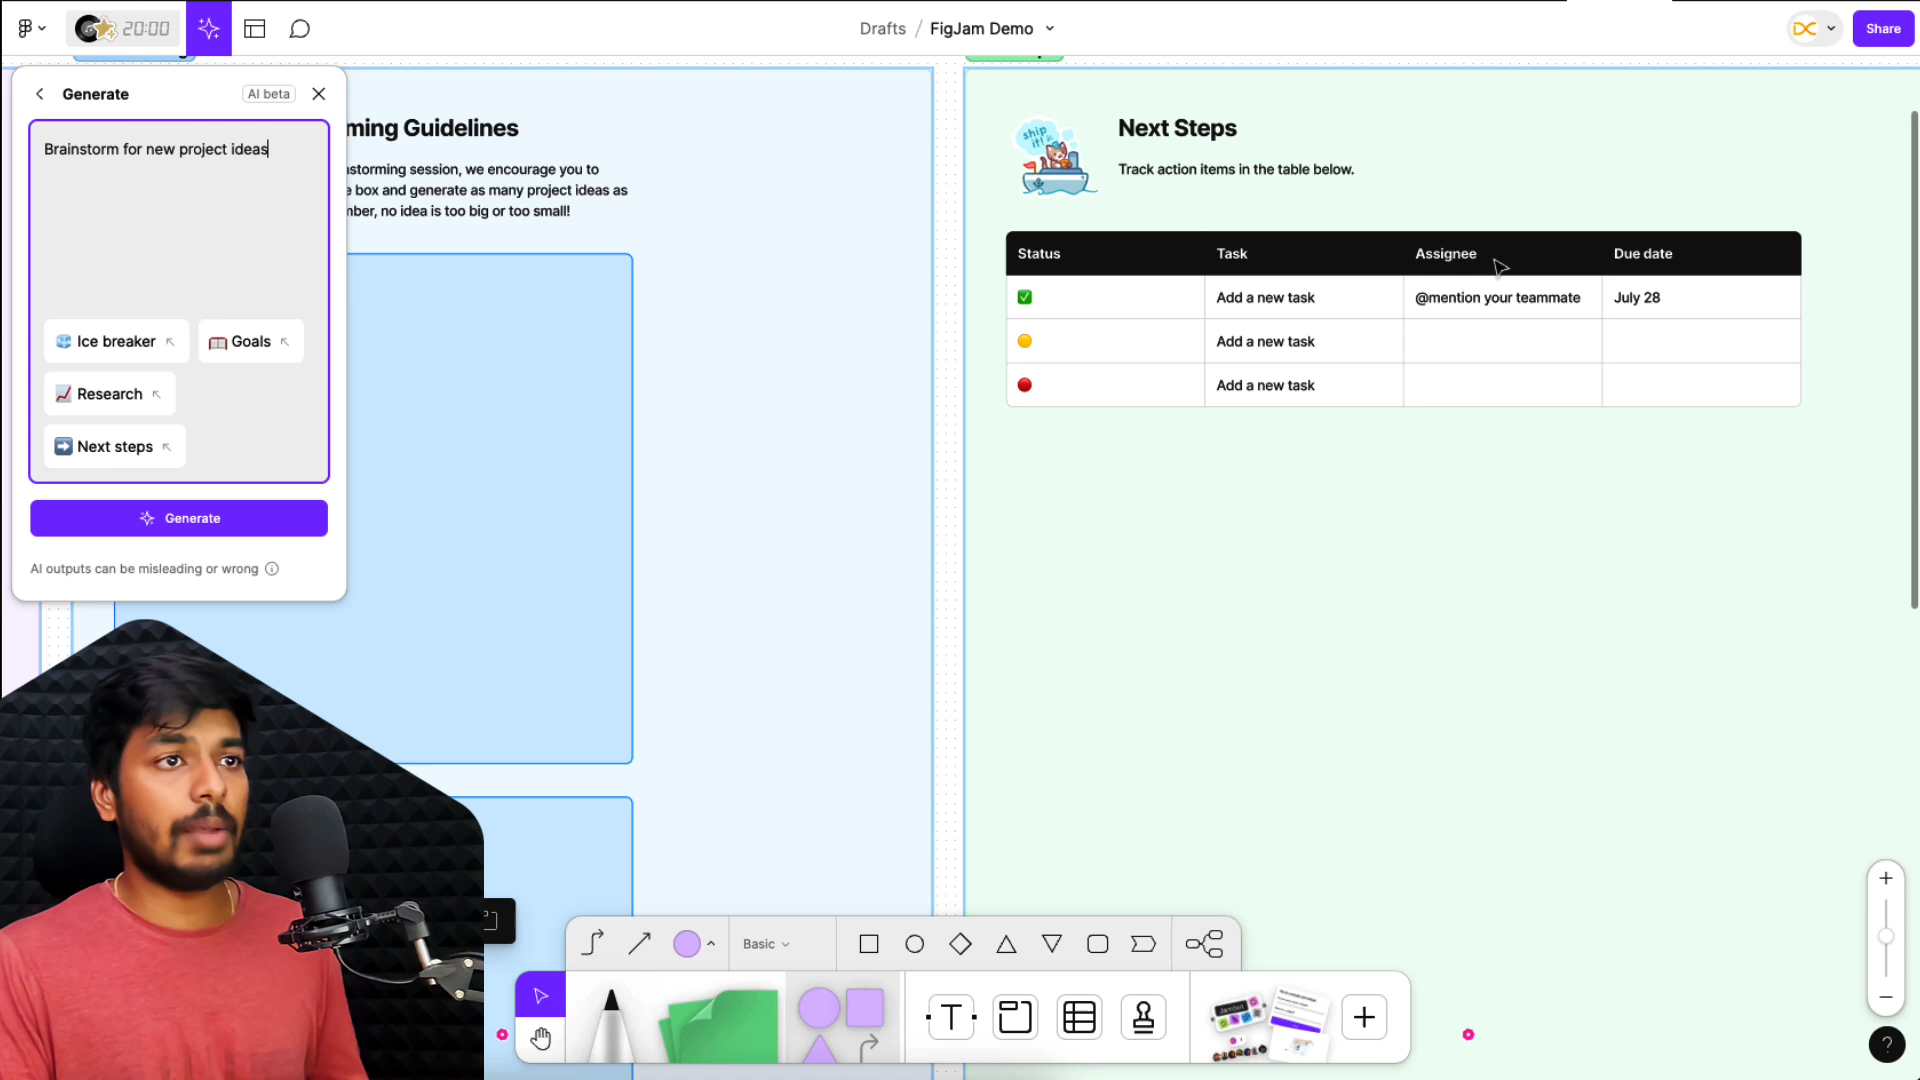 20:00
Drafts / FigJam Demo
Share
Generate
AI beta
Brainstorm for new project ideas
Ice breaker
Goals
Research
Next steps
Generate
AI outputs can be misleading or wrong
ming Guidelines
storming session, we encourage you to
e box and generate as many project ideas as
nber, no idea is too big or too small!
ship
it!
Next Steps
Track action items in the table below.
Status Task Assignee Due date
Add a new task @mention your teammate July 28
Add a new task
Add a new task
Basic
T
Jambot
?